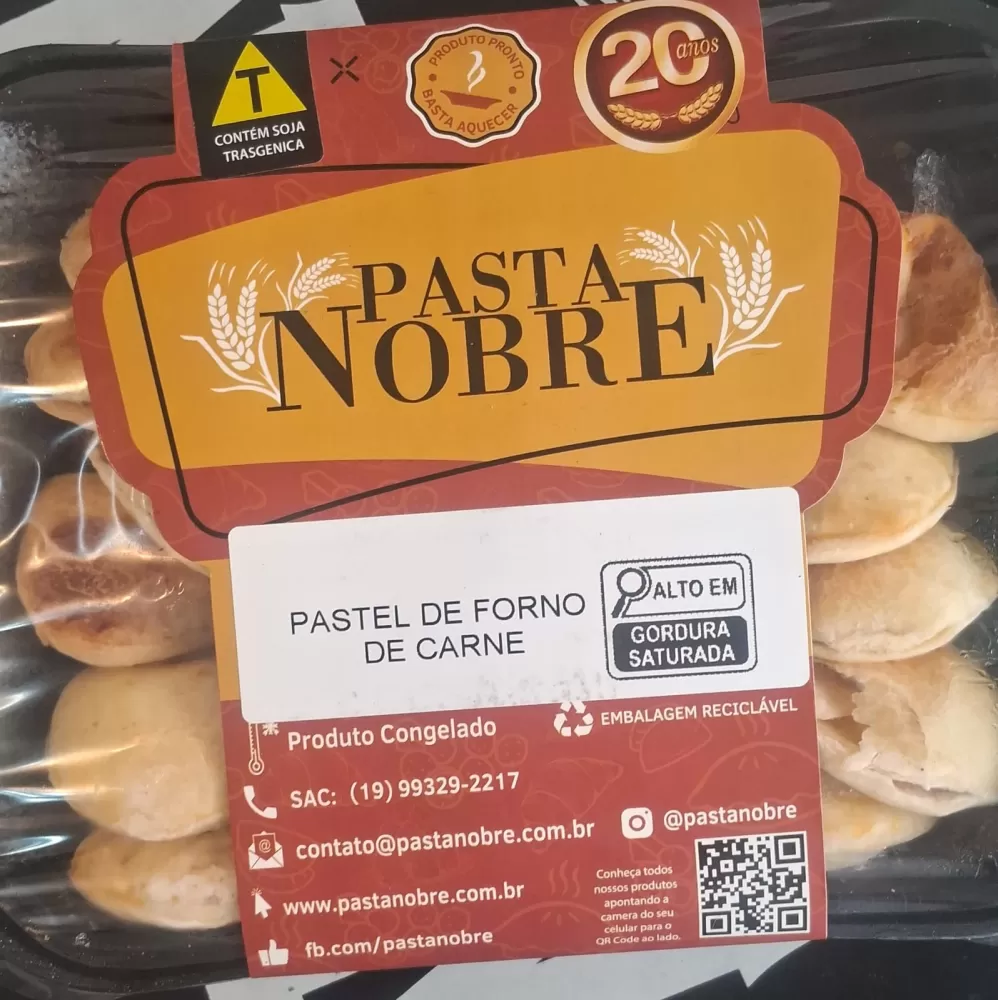 T
CONTÉM SOJA
TRASGENICA
PRODUTO PRONTO
BASTA AQUECER
20 anos
PASTA
NOBRE
PASTEL DE FORNO
DE CARNE
ALTO EM
GORDURA
SATURADA
Produto Congelado
EMBALAGEM RECICLÁVEL
SAC: (19) 99329-2217
contato@pastanobre.com.br
@pastanobre
www.pastanobre.com.br
fb.com/pastanobre
Conheça todos
nossos produtos
apontando a
camera do seu
celular para o
QR Code ao lado.